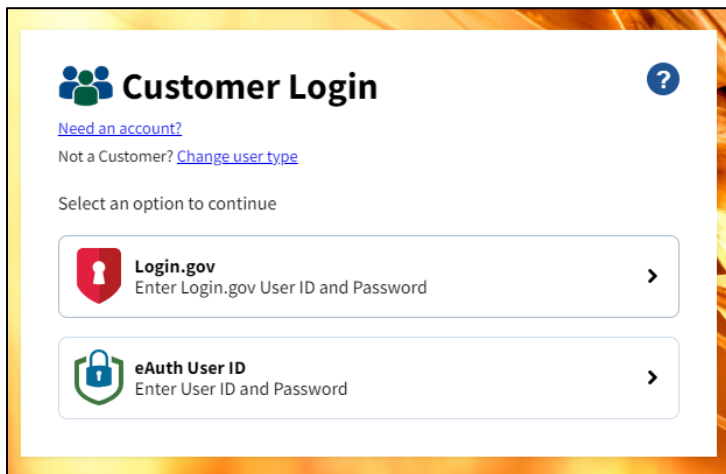 Customer Login
?
Need an account?
Not a Customer? Change user type
Select an option to continue
Login.gov
Enter Login.gov User ID and Password
eAuth User ID
Enter User ID and Password